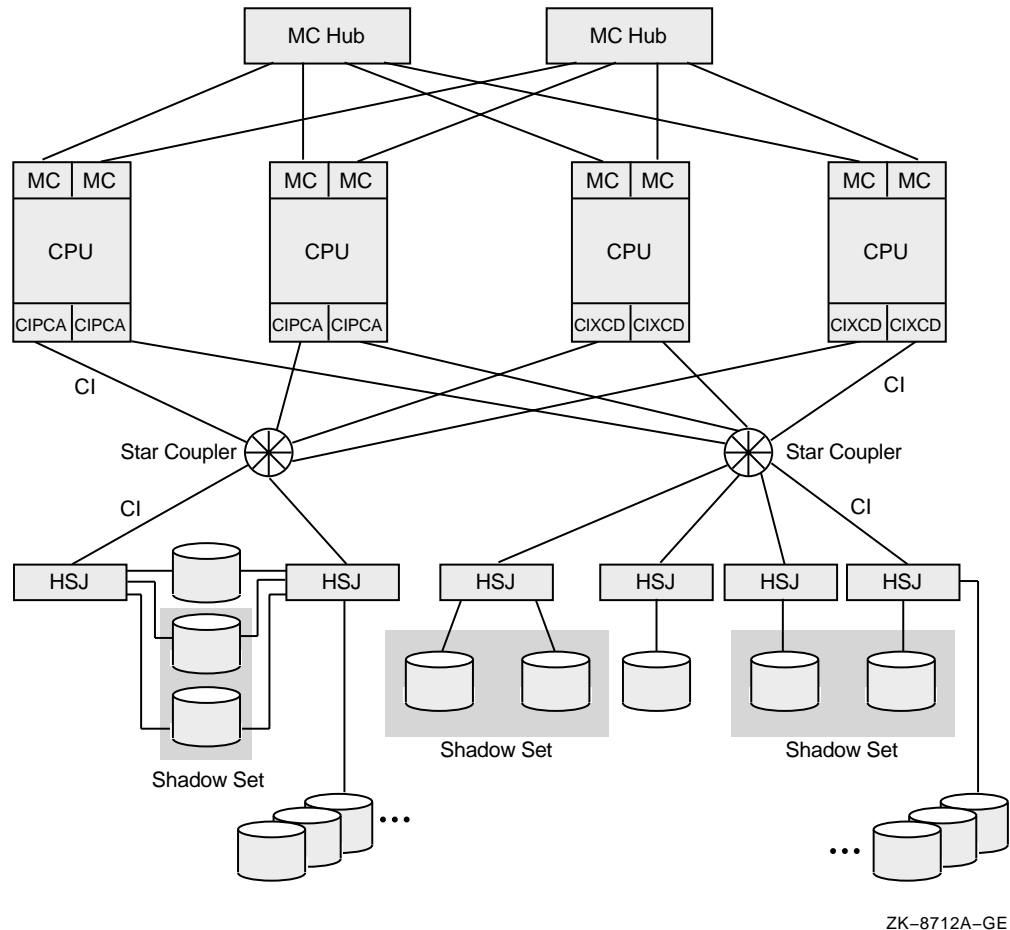 MC Hub MC Hub
MC MC MC MC MC MC MC MC
CPU CPU CPU CPU
CIPCA CIPCA CIPCA CIPCA CIXCD CIXCD CIXCD CIXCD
CI CI
Star Coupler Star Coupler
CI CI
HSJ HSJ HSJ HSJ HSJ HSJ
Shadow Set Shadow Set
Shadow Set
... ...
ZK–8712A–GE